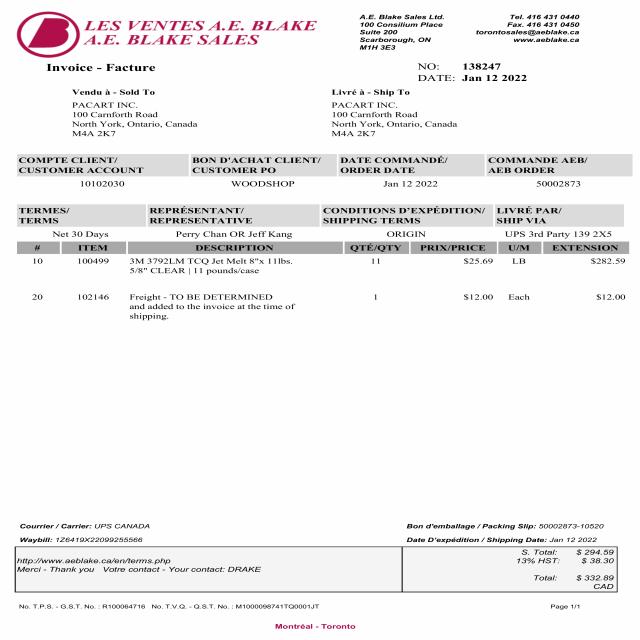 LES VENTES A.E. BLAKE
A.E. BLAKE SALES
A.E. Blake Sales Ltd.
100 Consilium Place
Suite 200
Scarborough, ON
M1H 3E3
Tel. 416 431 0440
Fax. 416 431 0450
torontosales@aeblake.ca
www.aeblake.ca
Invoice - Facture
NO: 138247
DATE: Jan 12 2022
Vendu à - Sold To
PACART INC.
100 Carnforth Road
North York, Ontario, Canada
M4A 2K7
Livré à - Ship To
PACART INC.
100 Carnforth Road
North York, Ontario, Canada
M4A 2K7
COMPTE CLIENT/ BON D'ACHAT CLIENT/ DATE COMMANDÉ/ COMMANDE AEB/
CUSTOMER ACCOUNT CUSTOMER PO ORDER DATE AEB ORDER
10102030 WOODSHOP Jan 12 2022 50002873
TERMES/ REPRÉSENTANT/ CONDITIONS D'EXPÉDITION/ LIVRÉ PAR/
TERMS REPRESENTATIVE SHIPPING TERMS SHIP VIA
Net 30 Days Perry Chan OR Jeff Kang ORIGIN UPS 3rd Party 139 2X5
# ITEM DESCRIPTION QTÉ/QTY PRIX/PRICE U/M EXTENSION
10 100499 3M 3792LM TCQ Jet Melt 8"x 11lbs. 11 $25.69 LB $282.59
5/8" CLEAR | 11 pounds/case
20 102146 Freight - TO BE DETERMINED 1 $12.00 Each $12.00
and added to the invoice at the time of
shipping.
Courrier / Carrier: UPS CANADA
Bon d'emballage / Packing Slip: 50002873-10520
Waybill: 1Z6419X22099255566
Date D'expédition / Shipping Date: Jan 12 2022
http://www.aeblake.ca/en/terms.php
Merci - Thank you Votre contact - Your contact: DRAKE
S. Total: $ 294.59
13% HST: $ 38.30
Total: $ 332.89
CAD
No. T.P.S. - G.S.T. No. : R100064716 No. T.V.Q. - Q.S.T. No. : M1000098741TQ0001JT Page 1/1
Montréal - Toronto